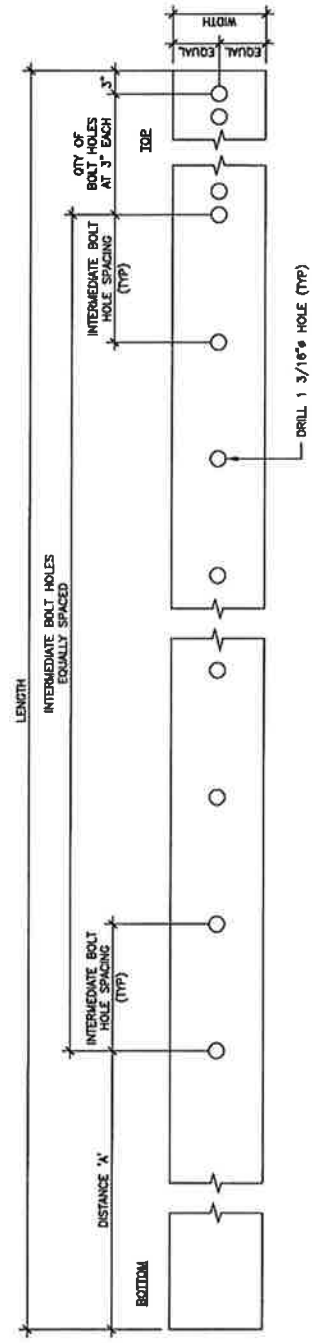 LENGTH
INTERMEDIATE BOLT HOLES
EQUALLY SPACED
DISTANCE 'A'
INTERMEDIATE BOLT
HOLE SPACING
(TYP)
INTERMEDIATE BOLT
HOLE SPACING
(TYP)
QTY OF
BOLT HOLES
AT 3" EACH
3"
BOTTOM
TOP
EQUAL
EQUAL
WIDTH
DRILL 1 3/16"ø HOLE (TYP)